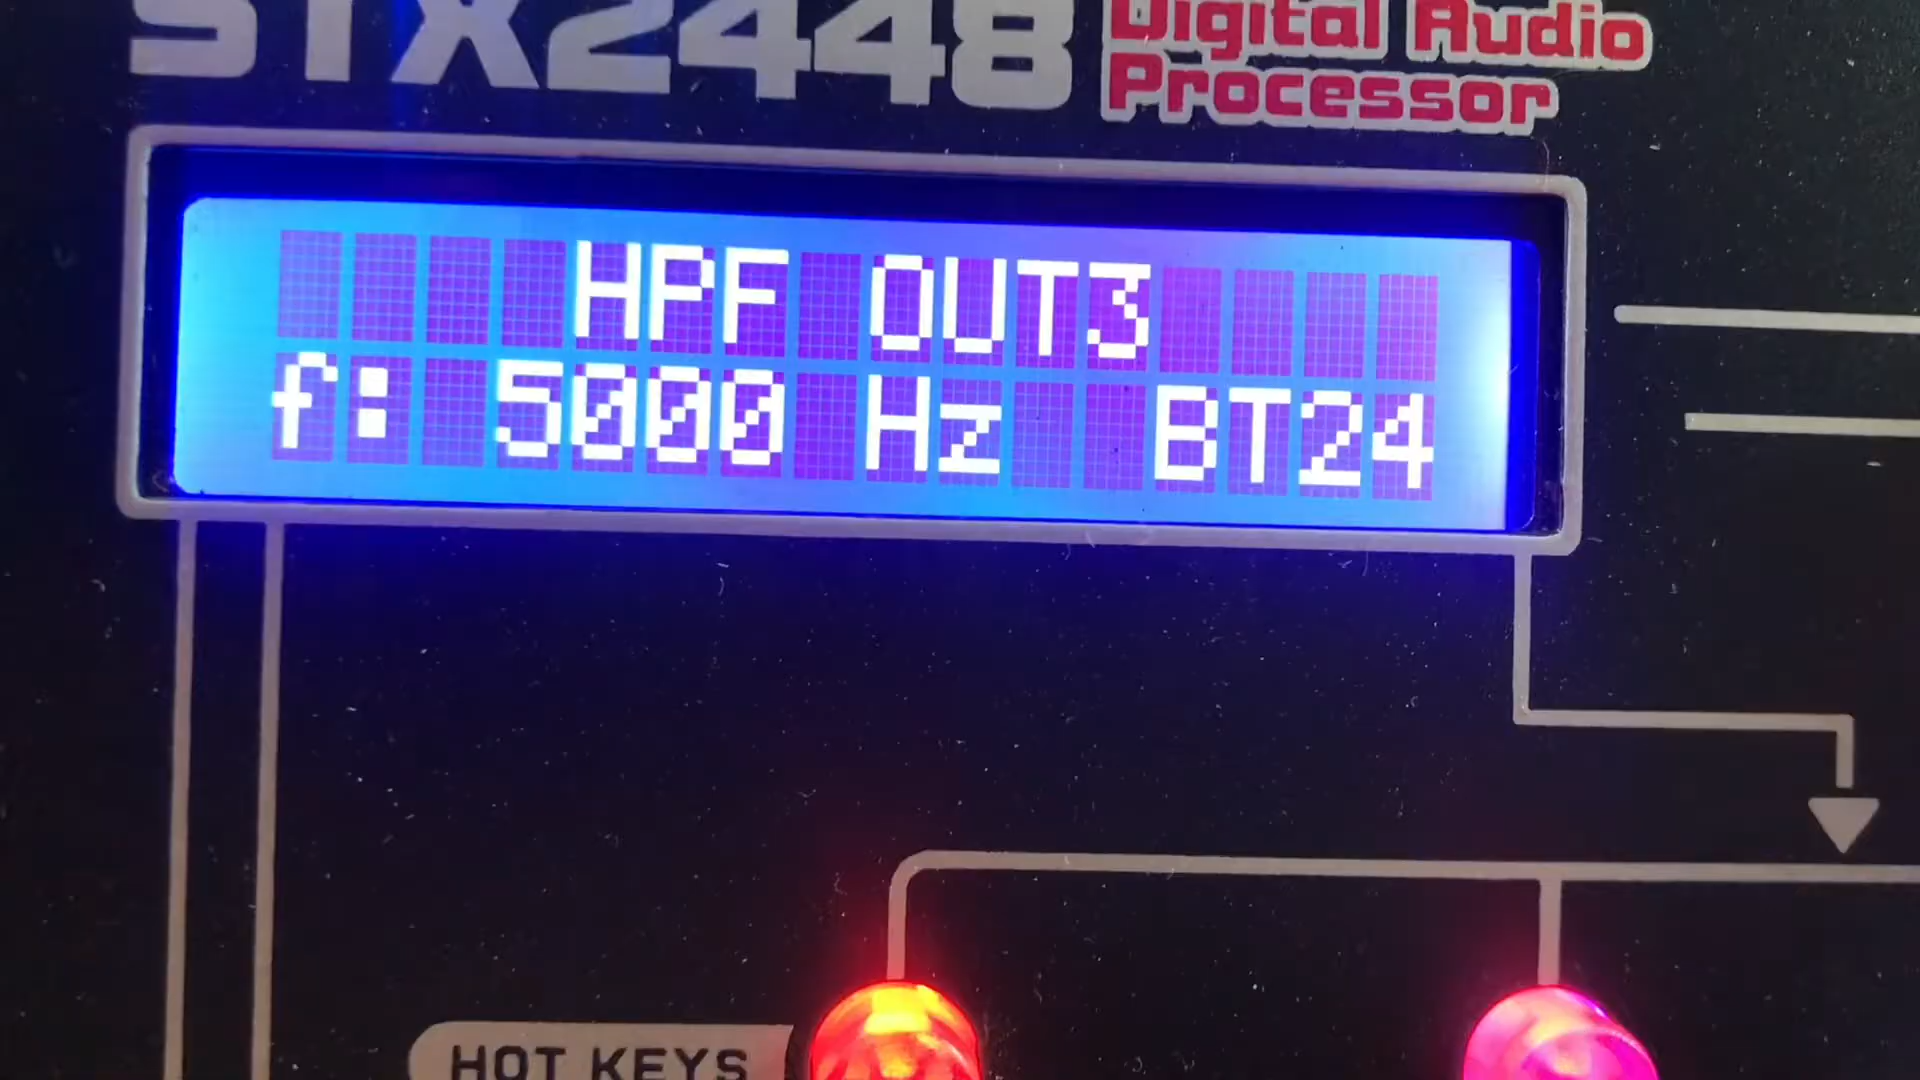 STX2448
Digital Audio
Processor
HPF OUT3
f: 5000 Hz BT24
HOT KEYS